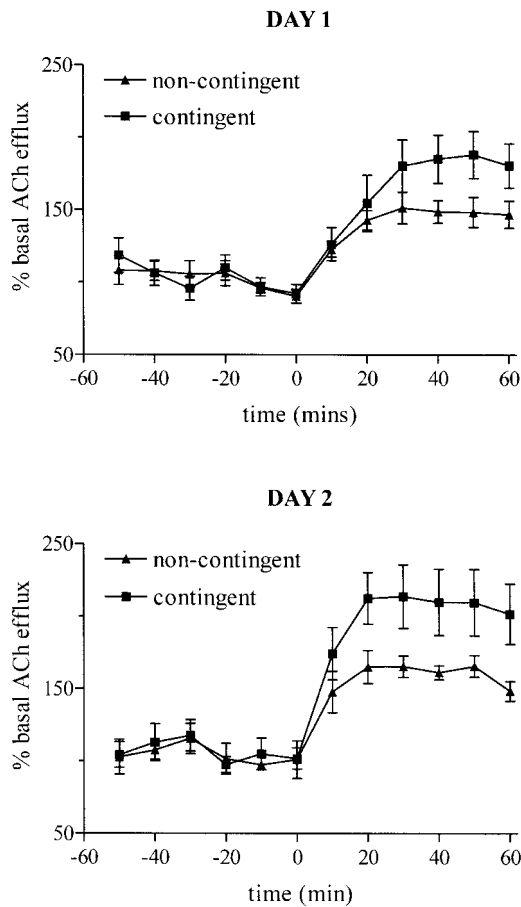 DAY 1
250
non-contingent
contingent
% basal ACh efflux
150
50
-60 -40 -20 0 20 40 60
time (mins)
DAY 2
250
non-contingent
contingent
% basal ACh efflux
150
50
-60 -40 -20 0 20 40 60
time (min)